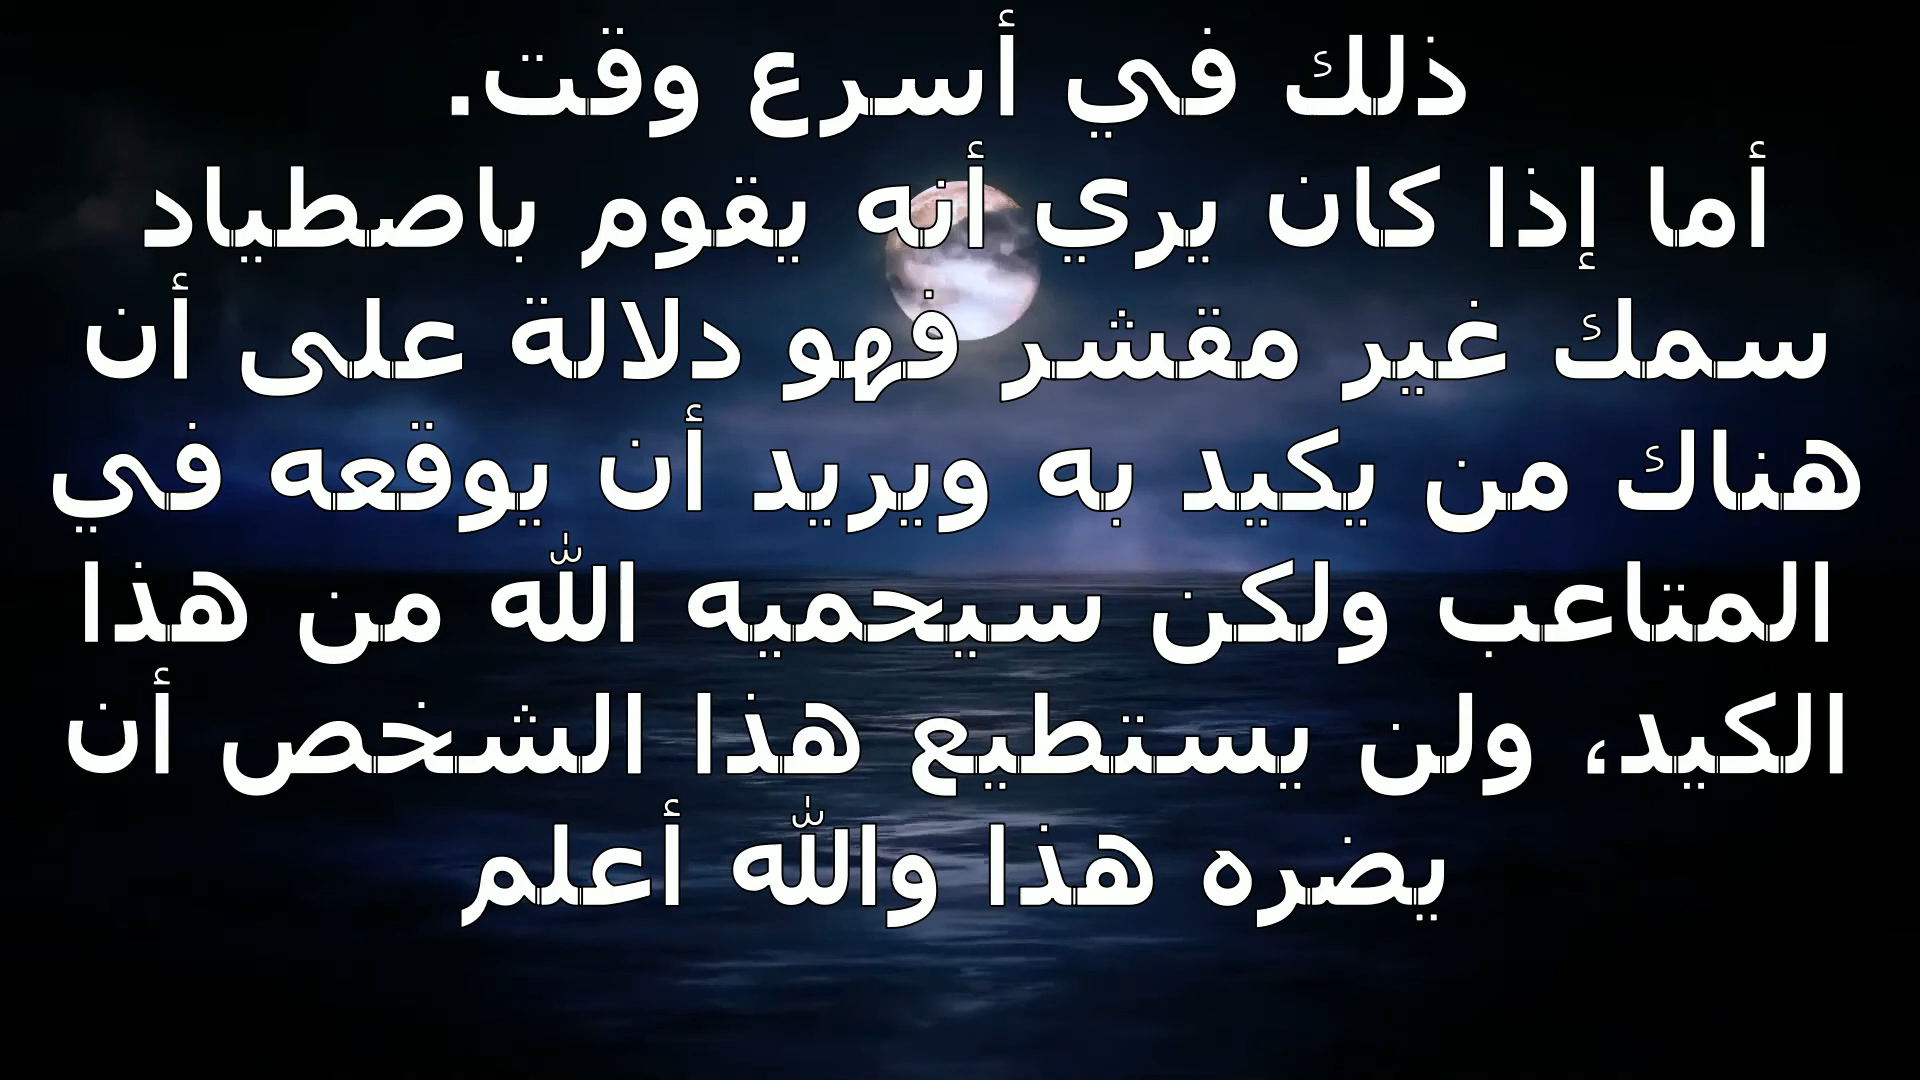 ذلك في أسرع وقت.
أما إذا كان يري أنه يقوم باصطياد
سمك غير مقشر فهو دلالة على أن
هناك من يكيد به ويريد أن يوقعه في
المتاعب ولكن سيحميه الله من هذا
الكيد، ولن يستطيع هذا الشخص أن
يضره هذا والله أعلم